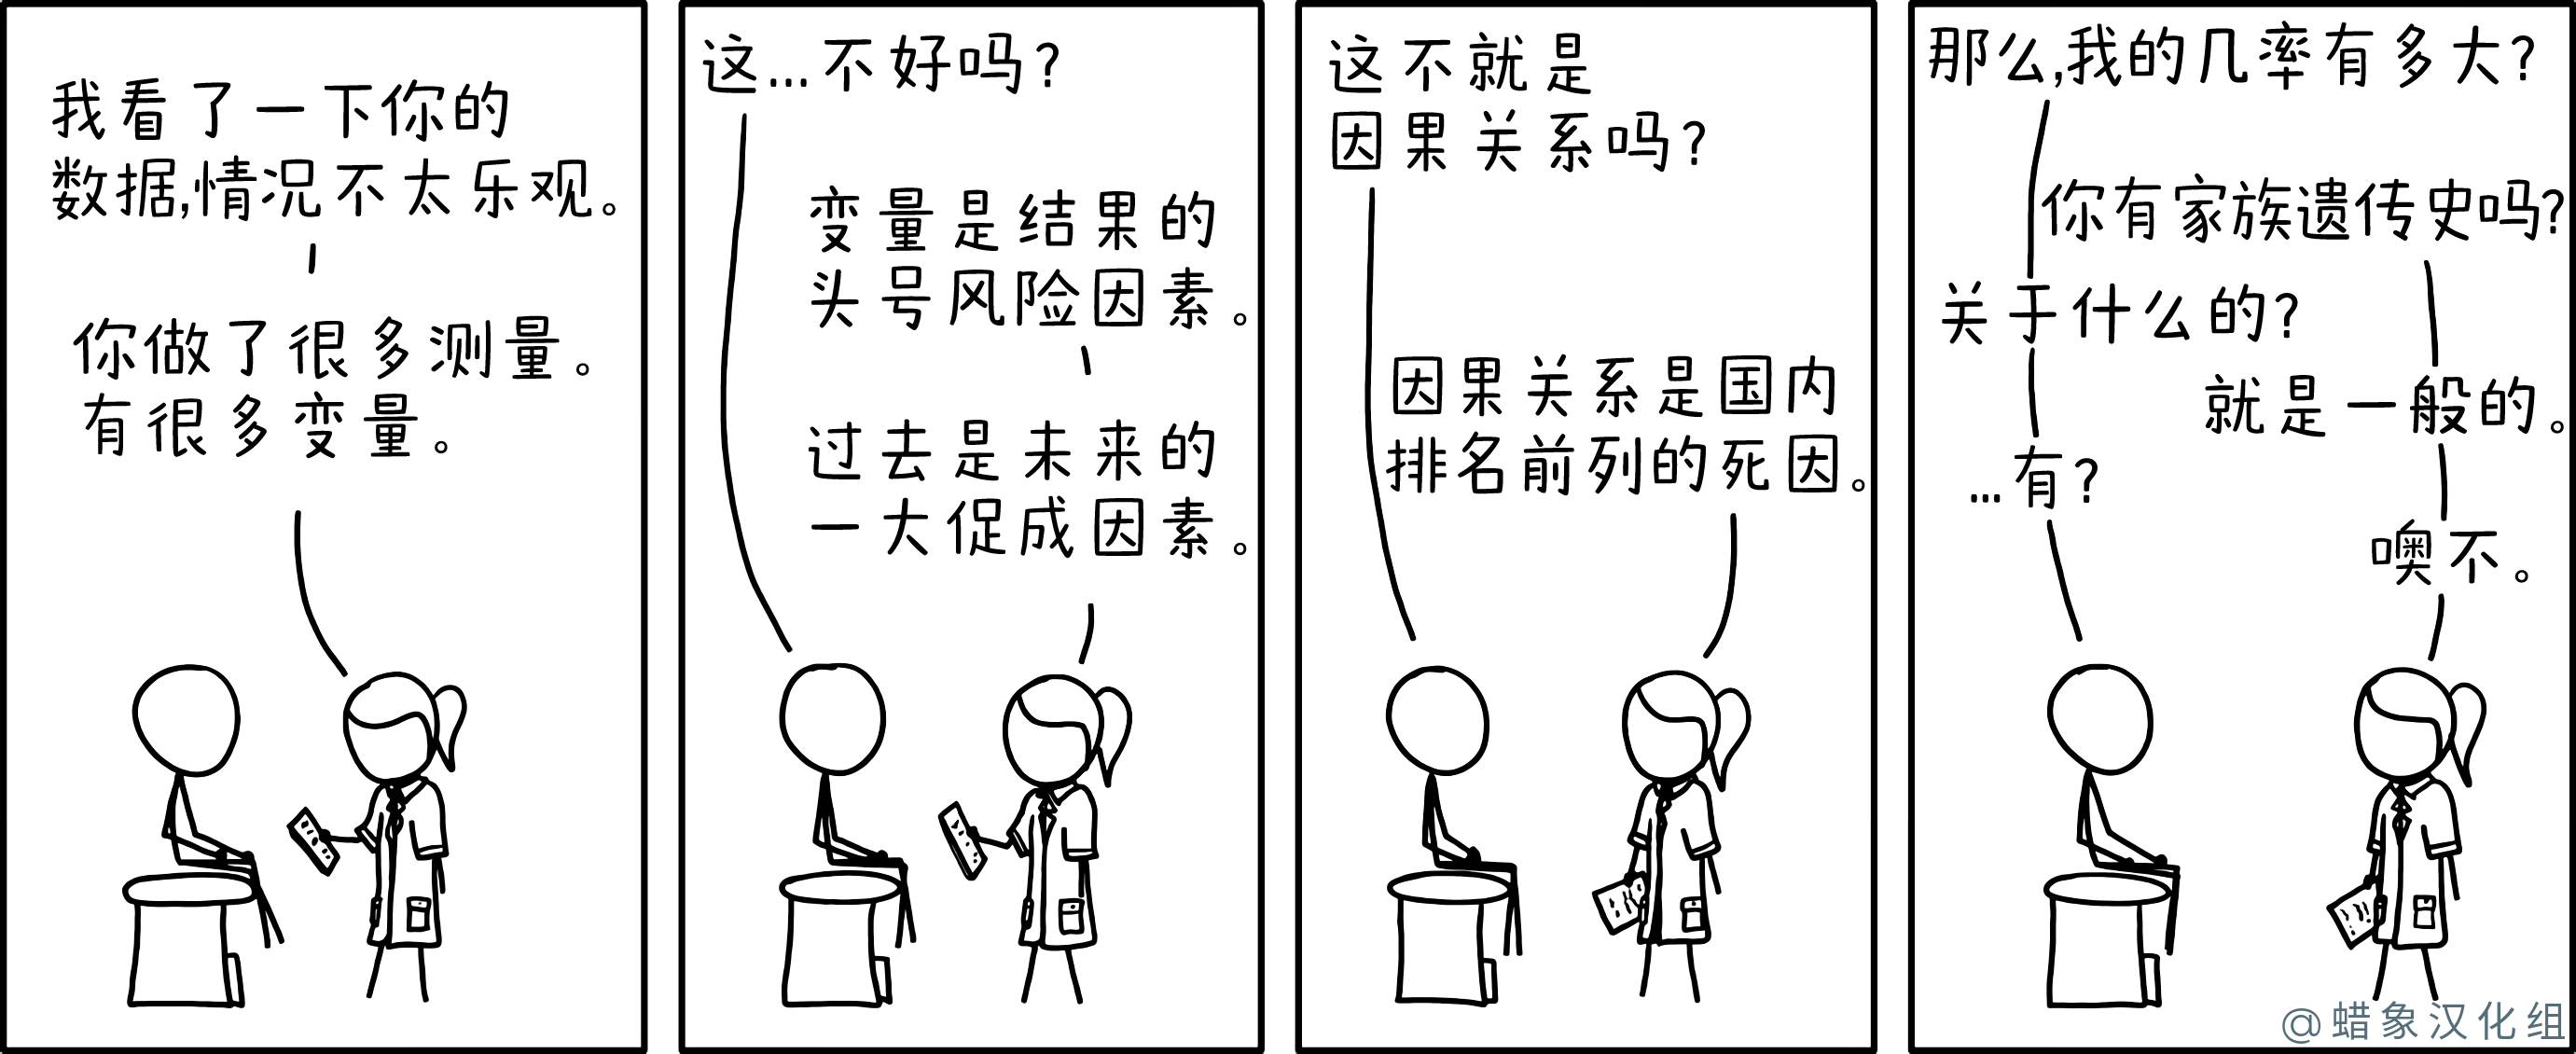 我看了一下你的
数据,情况不太乐观。
你做了很多测量。
有很多变量。
这...不好吗?
变量是结果的
头号风险因素。
过去是未来的
一大促成因素。
这不就是
因果关系吗?
因果关系是国内
排名前列的死因。
那么,我的几率有多大?
你有家族遗传史吗?
关于什么的?
就是一般的。
...有?
噢不。
@蜡象汉化组